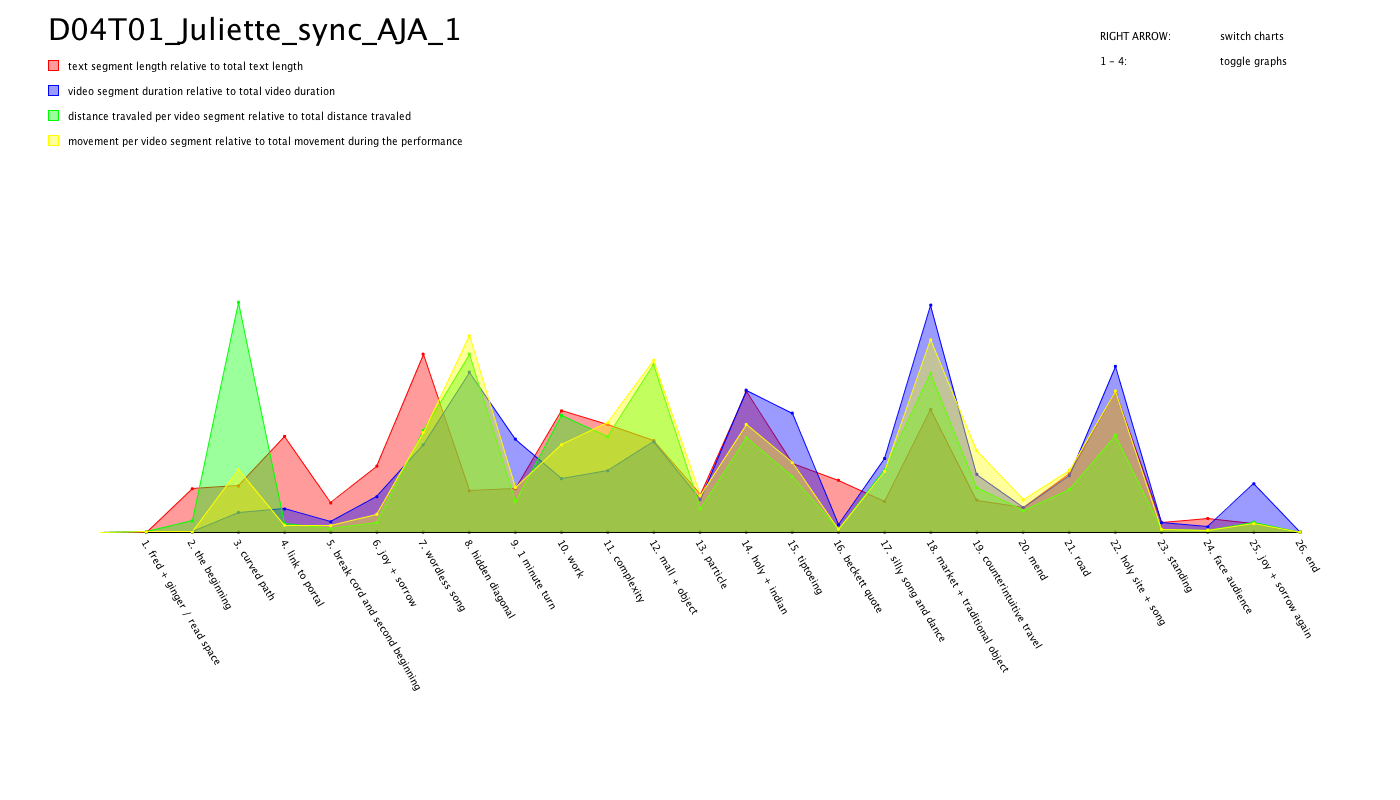 D04T01_Juliette_sync_AJA_1
RIGHT ARROW: switch charts
1 – 4: toggle graphs
text segment length relative to total text length
video segment duration relative to total video duration
distance travaled per video segment relative to total distance travaled
movement per video segment relative to total movement during the performance
1. fred + ginger / read space
2. the beginning
3. curved path
4. link to portal
5. break cord and second beginning
6. joy + sorrow
7. wordless song
8. hidden diagonal
9. 1 minute turn
10. work
11. complexity
12. mall + object
13. particle
14. holy + indian
15. tiptoeing
16. beckett quote
17. silly song and dance
18. market + traditional object
19. counterintuitive travel
20. mend
21. road
22. holy site + song
23. standing
24. face audience
25. joy + sorrow again
26. end